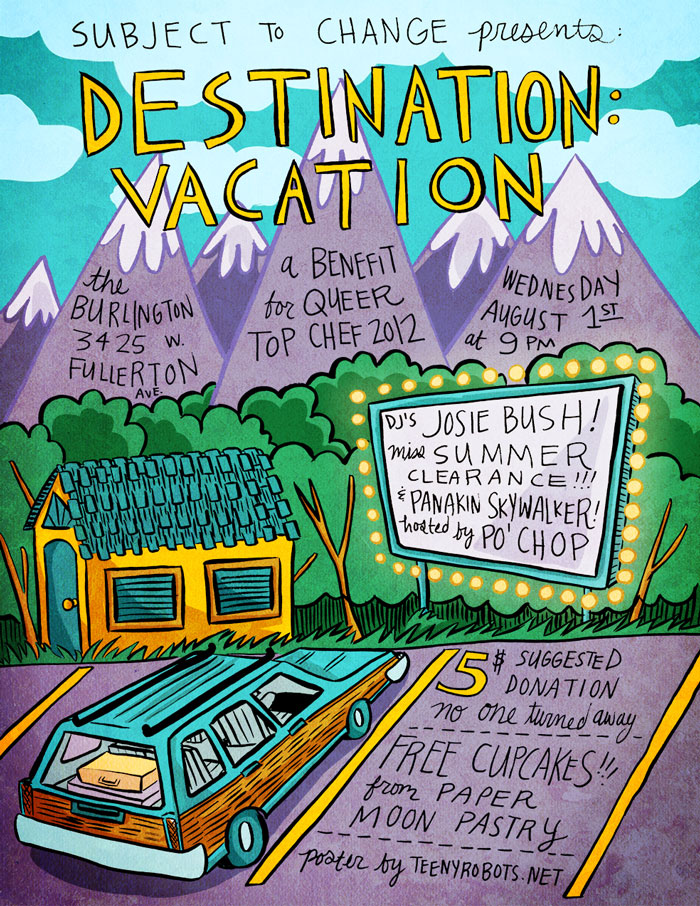 SUBJECT TO CHANGE presents:
DESTINATION:
VACATION
the
BURLINGTON
3425 W.
FULLERTON
AVE.
a BENEFIT
for QUEER
TOP CHEF 2012
WEDNESDAY
AUGUST 1ST
at 9 PM
DJ'S JOSIE BUSH!
miss SUMMER
CLEARANCE!!!
& PANAKIN SKYWALKER!
hosted by PO' CHOP
5$ SUGGESTED
DONATION
no one turned away
FREE CUPCAKES!!!
from PAPER
MOON PASTRY
poster by TEENYROBOTS.NET